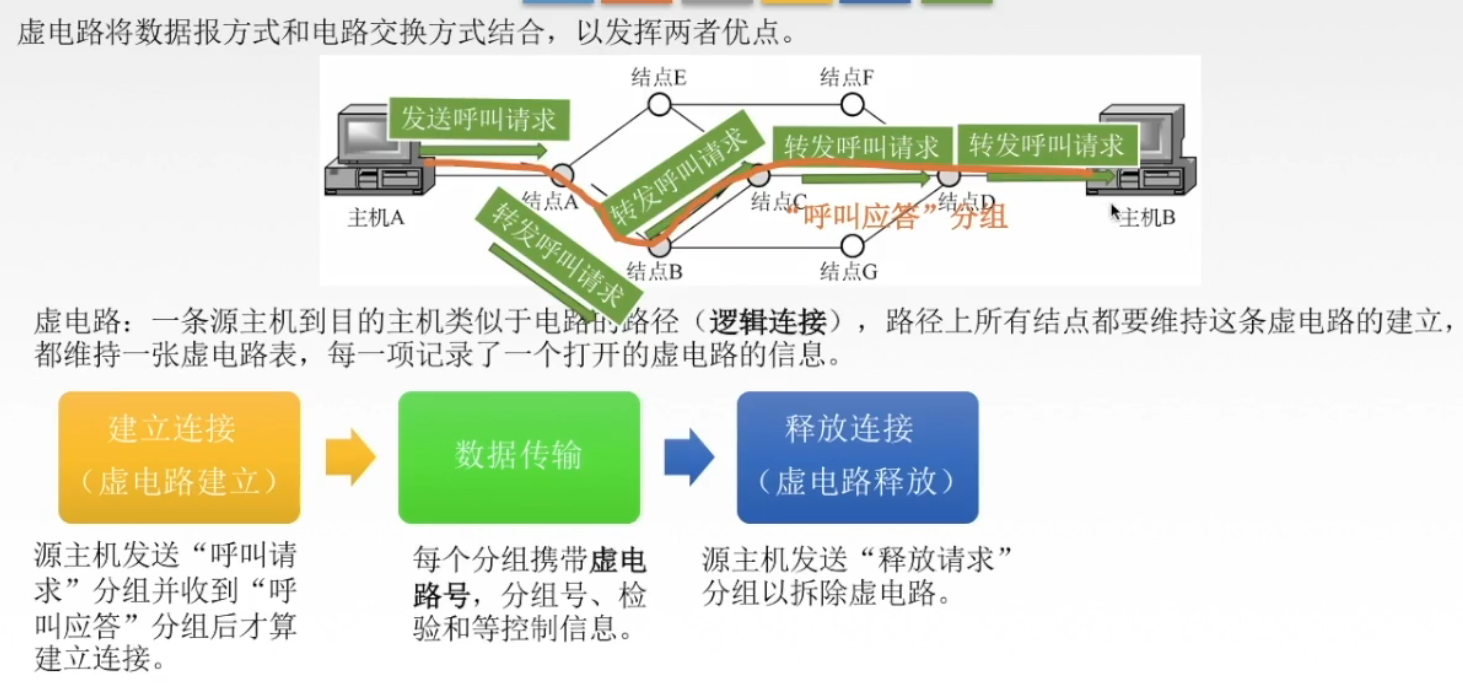 虚电路将数据报方式和电路交换方式结合，以发挥两者优点。
结点E
结点F
发送呼叫请求
转发呼叫请求
转发呼叫请求
转发呼叫请求
转发呼叫请求
结点A
结点C
结点D
“呼叫应答”分组
主机A
主机B
结点B
结点G
虚电路：一条源主机到目的主机类似于电路的路径（逻辑连接），路径上所有结点都要维持这条虚电路的建立，
都维持一张虚电路表，每一项记录了一个打开的虚电路的信息。
建立连接
（虚电路建立）
数据传输
释放连接
（虚电路释放）
源主机发送“呼叫请
求”分组并收到“呼
叫应答”分组后才算
建立连接。
每个分组携带虚电
路号，分组号、检
验和等控制信息。
源主机发送“释放请求”
分组以拆除虚电路。